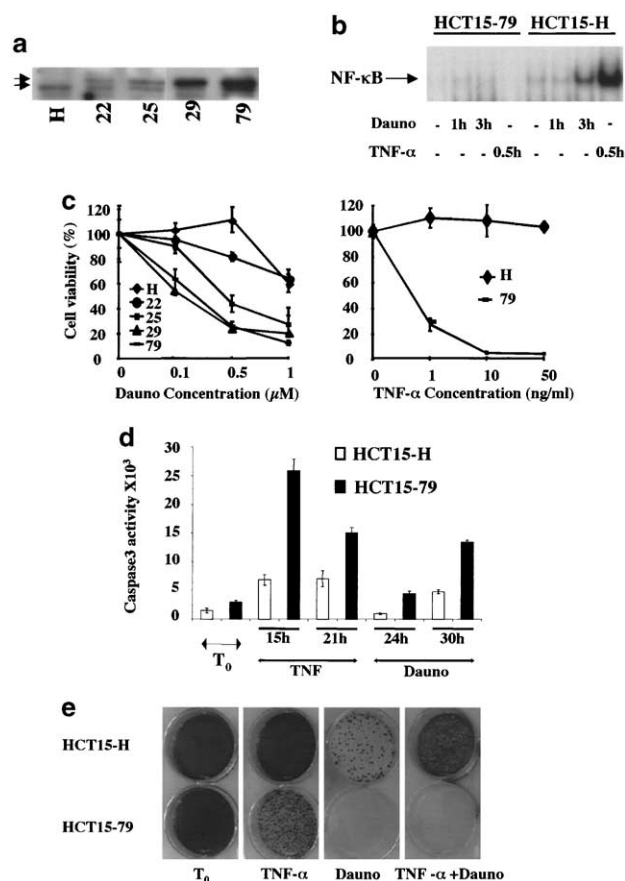 a
H 22 25 29 79
b
HCT15-79 HCT15-H
NF-κB
Dauno - 1h 3h - - 1h 3h -
TNF-α - - - 0.5h - - - 0.5h
c
120
100
80
60
40
20
0
Cell viability (%)
H
22
25
29
79
0 0.1 0.5 1
Dauno Concentration (μM)
120
100
80
60
40
20
0
H
79
0 1 10 50
TNF-α Concentration (ng/ml)
d
30
25
20
15
10
5
0
Caspase3 activity X10³
HCT15-H
HCT15-79
15h 21h 24h 30h
T₀ TNF Dauno
e
HCT15-H
HCT15-79
T₀ TNF-α Dauno TNF -α +Dauno